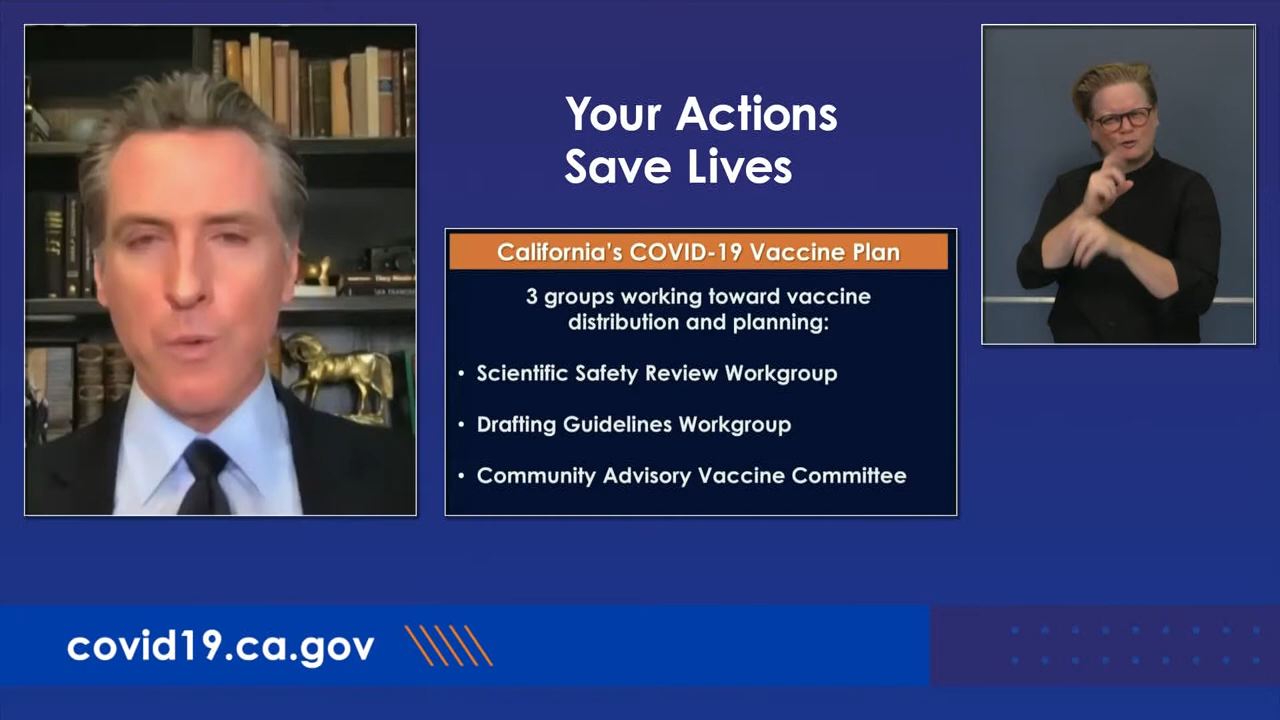 Your Actions
Save Lives
California's COVID-19 Vaccine Plan
3 groups working toward vaccine
distribution and planning:
• Scientific Safety Review Workgroup
• Drafting Guidelines Workgroup
• Community Advisory Vaccine Committee
covid19.ca.gov